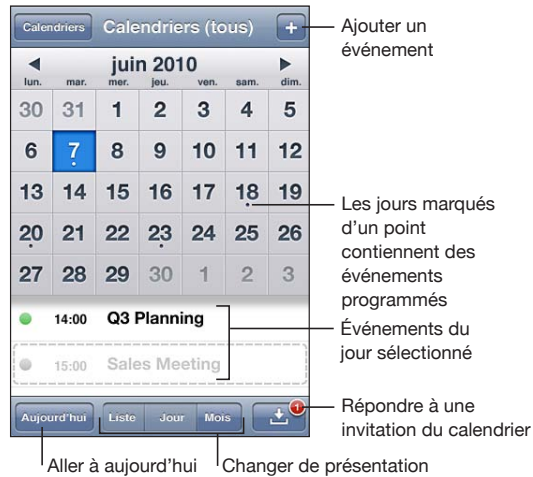 Calendriers Calendriers (tous) +
Ajouter un
événement
juin 2010
lun. mar. mer. jeu. ven. sam. dim.
30 31 1 2 3 4 5
6 7 8 9 10 11 12
13 14 15 16 17 18 19
20 21 22 23 24 25 26
27 28 29 30 1 2 3
Les jours marqués
d'un point
contiennent des
événements
programmés
14:00 Q3 Planning
15:00 Sales Meeting
Événements du
jour sélectionné
Aujourd'hui Liste Jour Mois 1
Répondre à une
invitation du calendrier
Aller à aujourd'hui
Changer de présentation